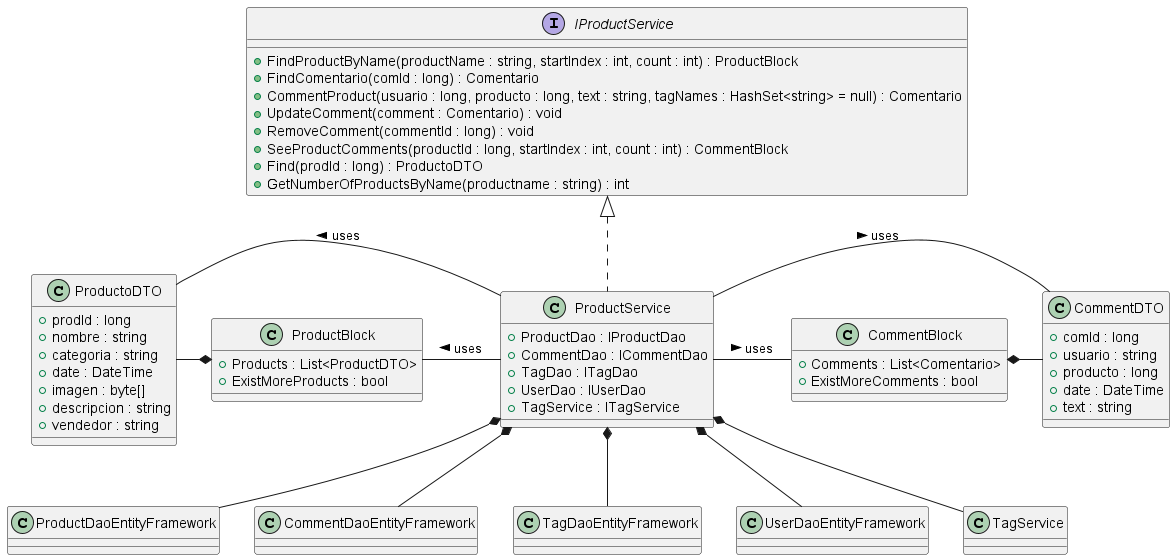 I IProductService
FindProductByName(productName : string, startIndex : int, count : int) : ProductBlock
FindComentario(comId : long) : Comentario
CommentProduct(usuario : long, producto : long, text : string, tagNames : HashSet<string> = null) : Comentario
UpdateComment(comment : Comentario) : void
RemoveComment(commentId : long) : void
SeeProductComments(productId : long, startIndex : int, count : int) : CommentBlock
Find(prodId : long) : ProductoDTO
GetNumberOfProductsByName(productname : string) : int
uses
uses
C ProductoDTO
prodId : long
nombre : string
categoria : string
date : DateTime
imagen : byte[]
descripcion : string
vendedor : string
C ProductBlock
Products : List<ProductDTO>
ExistMoreProducts : bool
uses
C ProductService
ProductDao : IProductDao
CommentDao : ICommentDao
TagDao : ITagDao
UserDao : IUserDao
TagService : ITagService
uses
C CommentBlock
Comments : List<Comentario>
ExistMoreComments : bool
C CommentDTO
comId : long
usuario : string
producto : long
date : DateTime
text : string
C ProductDaoEntityFramework
C CommentDaoEntityFramework
C TagDaoEntityFramework
C UserDaoEntityFramework
C TagService